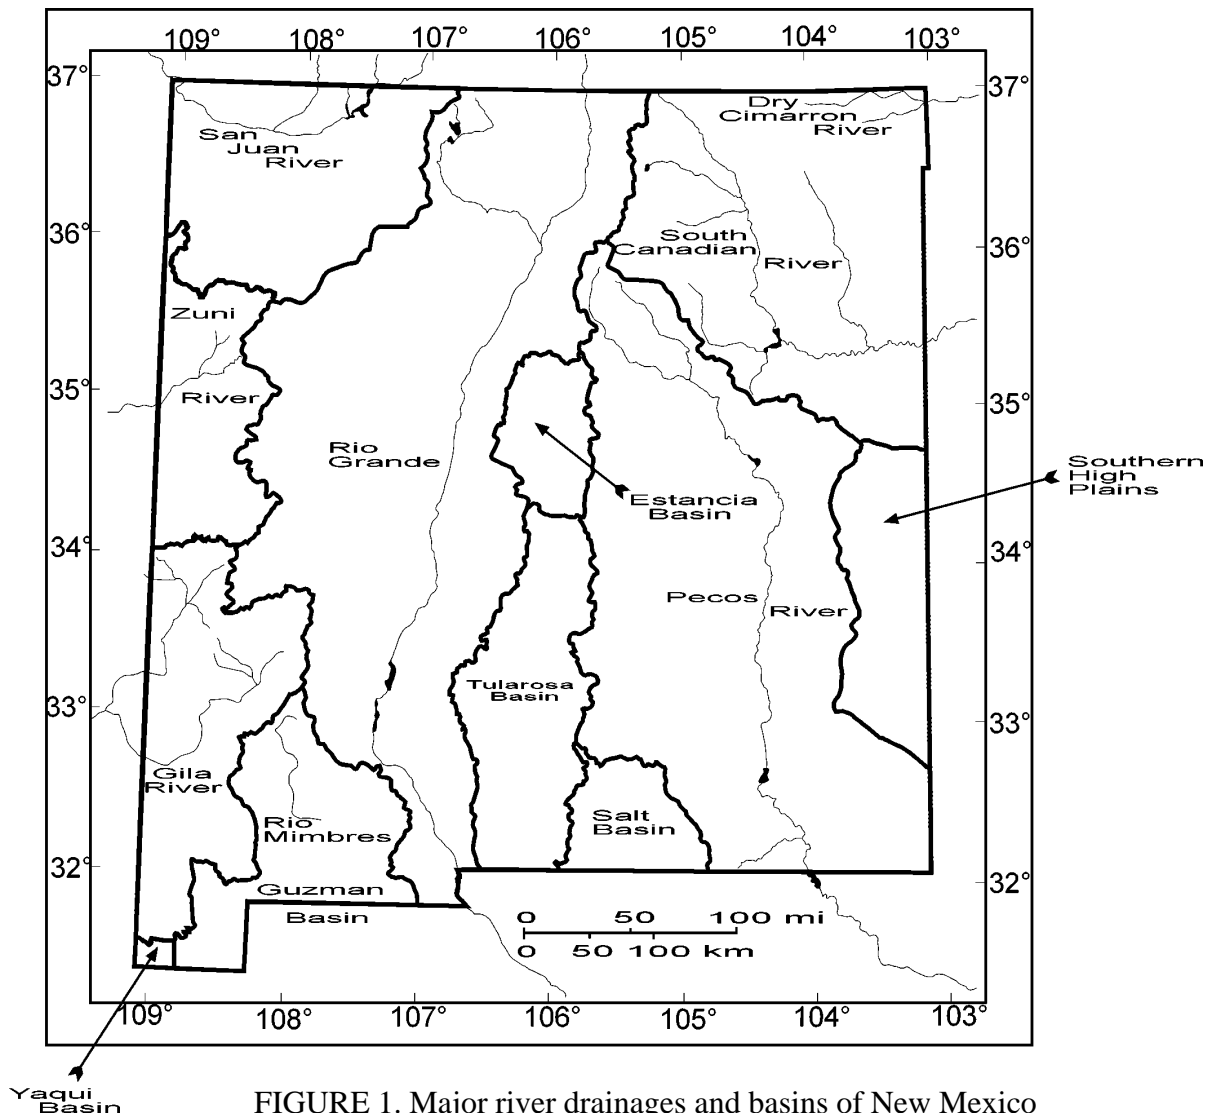 109° 108° 107° 106° 105° 104° 103°
37° 37°
Dry
Cimarron
River
San
Juan
River
36° 36°
South
Canadian
River
Zuni
River
35° 35°
Rio
Grande
Estancia
Basin
Southern
High
Plains
34° 34°
Pecos
River
Tularosa
Basin
33° 33°
Gila
River
Rio
Mimbres
Salt
Basin
32° 32°
Guzman
Basin
0 50 100 mi
0 50 100 km
109° 108° 107° 106° 105° 104° 103°
Yaqui
Basin
FIGURE 1. Major river drainages and basins of New Mexico